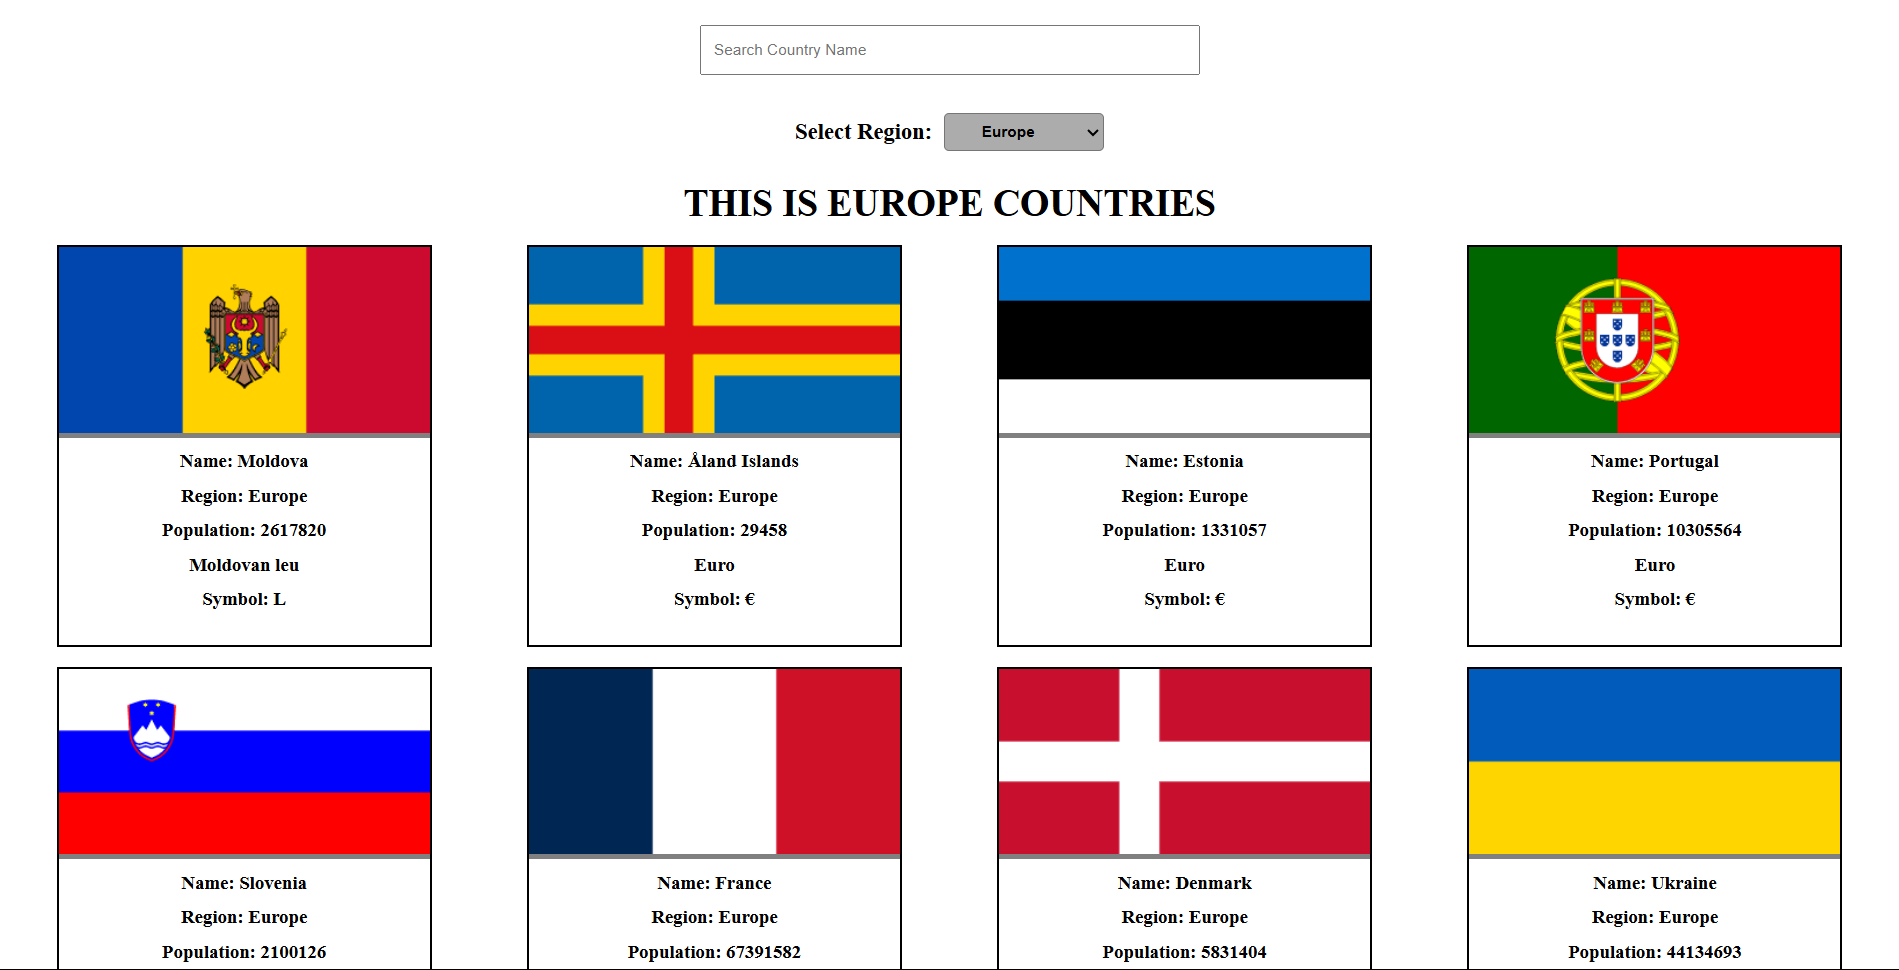 Search Country Name
Select Region: Europe
THIS IS EUROPE COUNTRIES
Name: Moldova
Region: Europe
Population: 2617820
Moldovan leu
Symbol: L
Name: Åland Islands
Region: Europe
Population: 29458
Euro
Symbol: €
Name: Estonia
Region: Europe
Population: 1331057
Euro
Symbol: €
Name: Portugal
Region: Europe
Population: 10305564
Euro
Symbol: €
Name: Slovenia
Region: Europe
Population: 2100126
Name: France
Region: Europe
Population: 67391582
Name: Denmark
Region: Europe
Population: 5831404
Name: Ukraine
Region: Europe
Population: 44134693